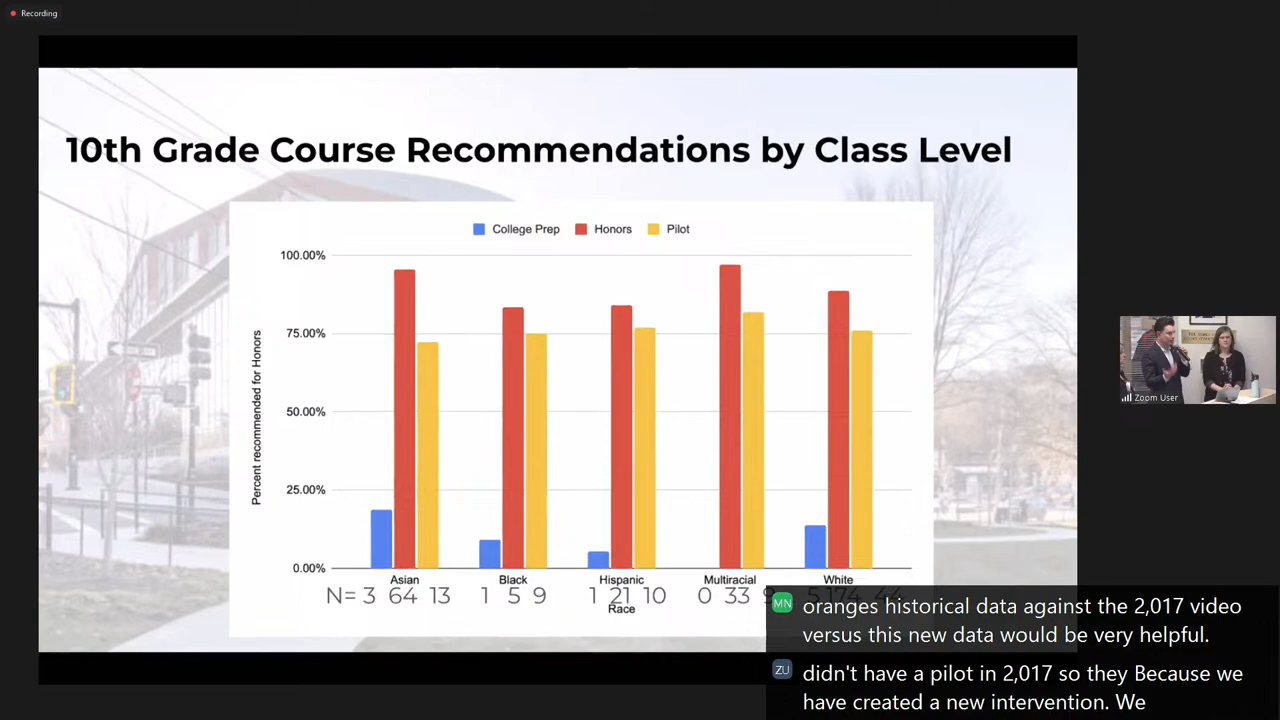 Recording
10th Grade Course Recommendations by Class Level
College Prep Honors Pilot
Percent recommended for Honors
100.00%
75.00%
50.00%
25.00%
0.00%
Asian Black Hispanic Multiracial White
N= 3 64 13 1 5 9 1 21 10 0 33 9 5 174 44
Race
Zoom User
MN oranges historical data against the 2,017 video
versus this new data would be very helpful.
ZU didn't have a pilot in 2,017 so they Because we
have created a new intervention. We